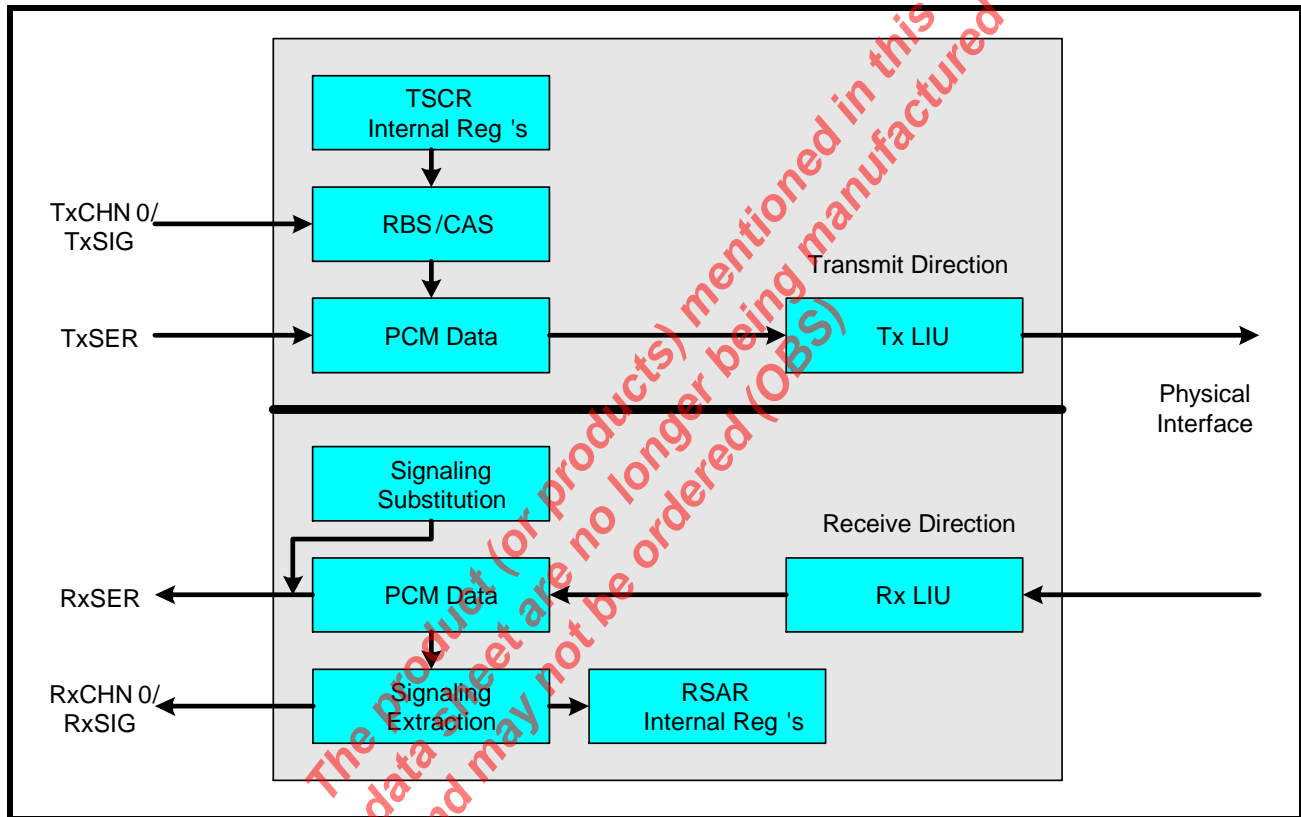 TSCR
Internal Reg 's
TxCHN 0/
TxSIG
RBS/CAS
Transmit Direction
TxSER
PCM Data
Tx LIU
Physical
Interface
Signaling
Substitution
Receive Direction
RxSER
PCM Data
Rx LIU
RxCHN 0/
RxSIG
Signaling
Extraction
RSAR
Internal Reg 's
The product (or products) mentioned in this
data sheet are no longer being manufactured
nd may not be ordered (OBS)